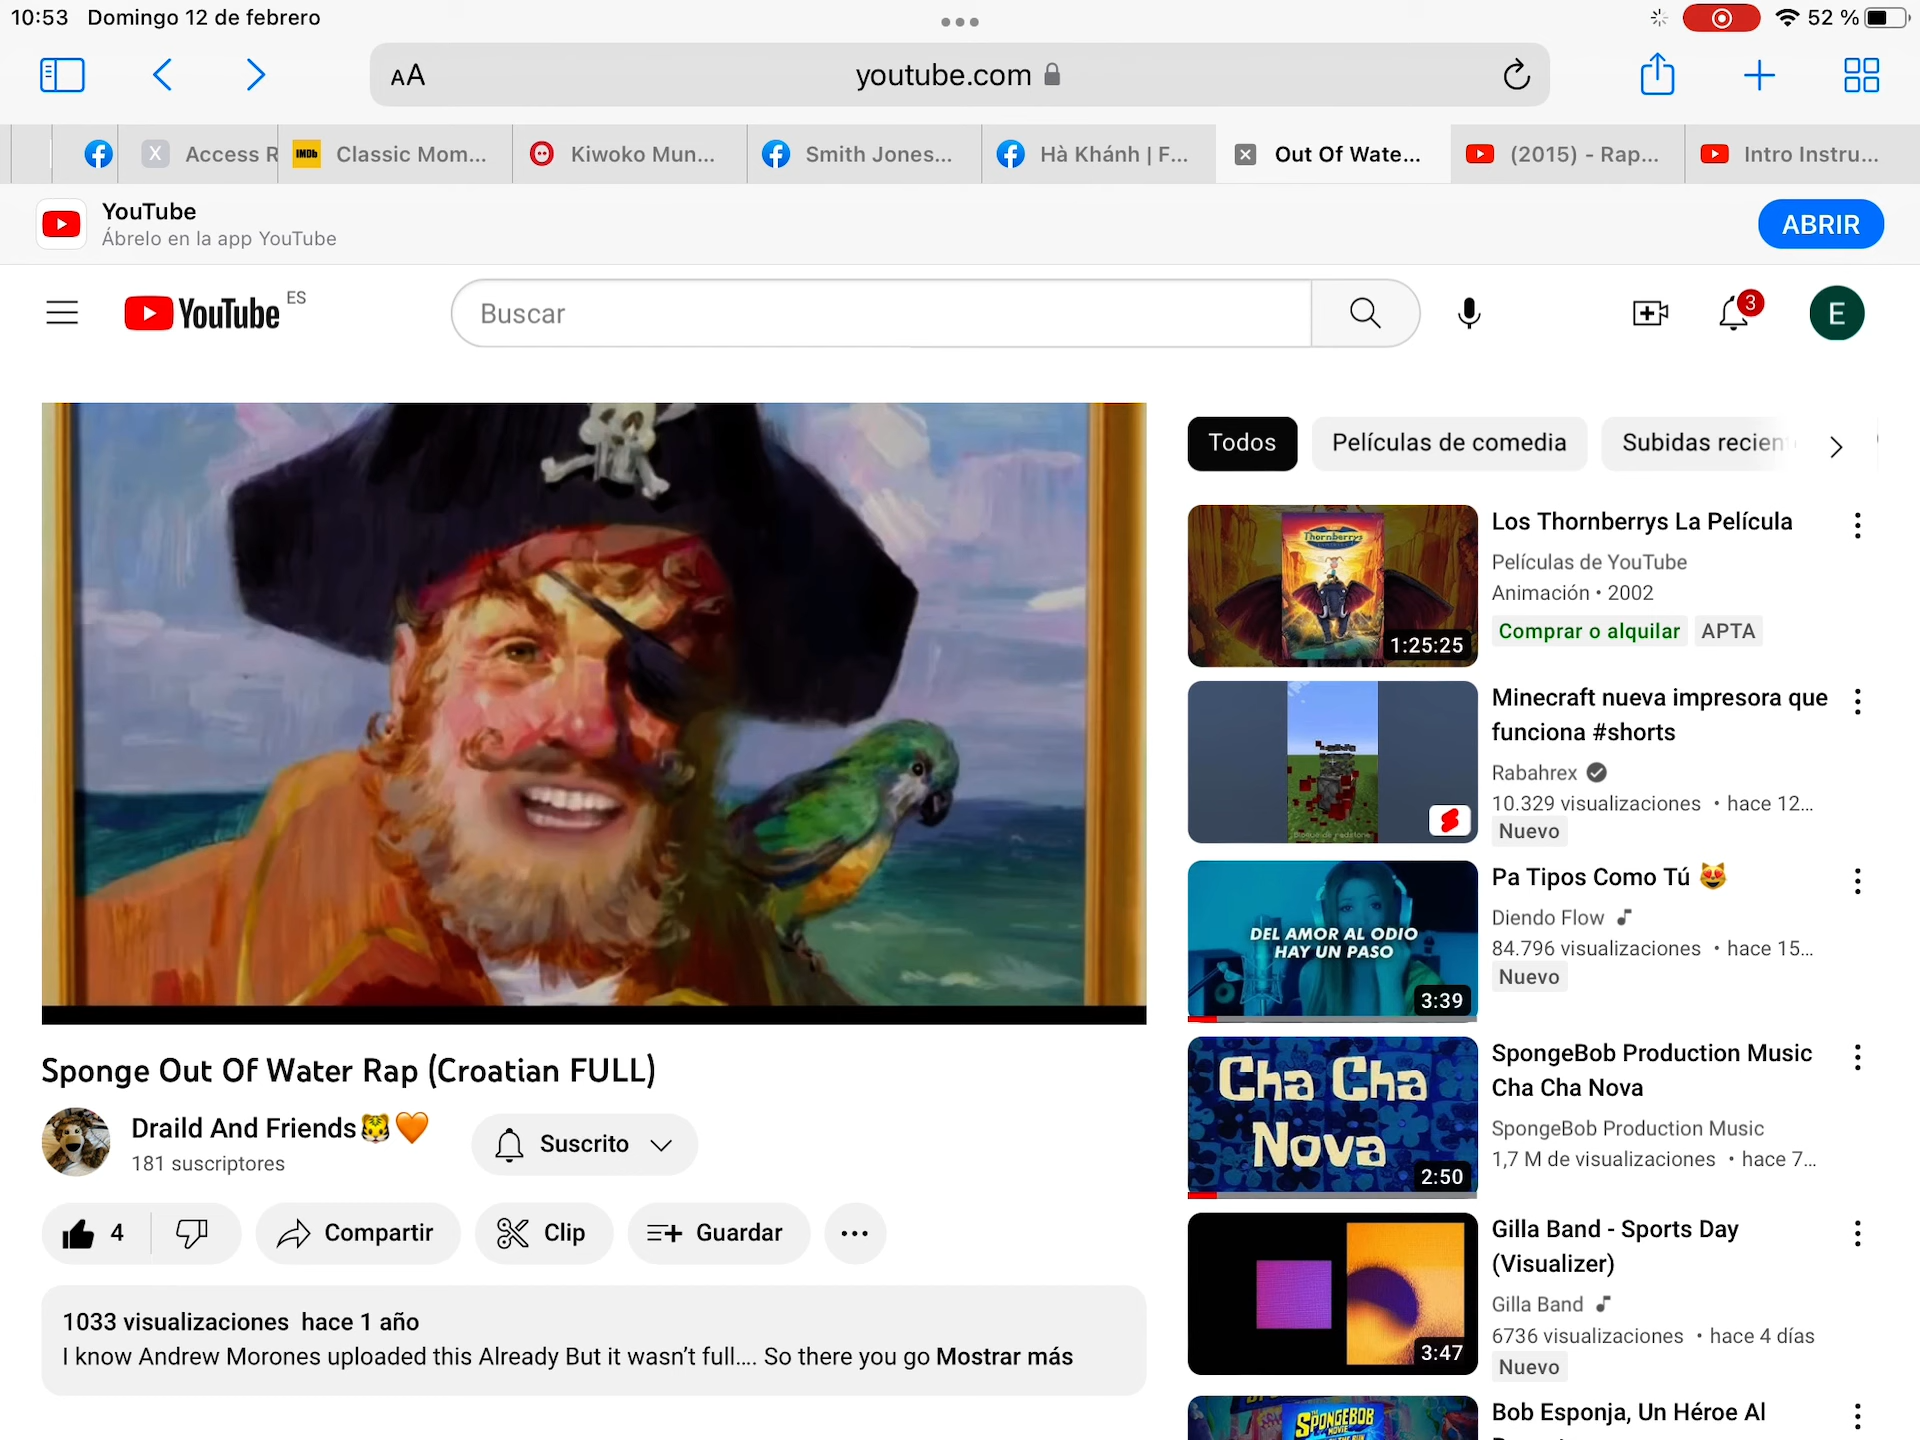 10:53 Domingo 12 de febrero
52 %
AA
youtube.com
Access R
IMDb
Classic Mom...
Kiwoko Mun...
Smith Jones...
Hà Khánh | F...
Out Of Wate...
(2015) - Rap...
Intro Instru...
YouTube
Ábrelo en la app YouTube
ABRIR
YouTube ES
Buscar
3
E
Todos
Películas de comedia
Subidas recien
Thornberrys
1:25:25
Los Thornberrys La Película
Películas de YouTube
Animación • 2002
Comprar o alquilar APTA
Minecraft nueva impresora que
funciona #shorts
Rabahrex
10.329 visualizaciones • hace 12...
Nuevo
DEL AMOR AL ODIO
HAY UN PASO
3:39
Pa Tipos Como Tú 😻
Diendo Flow
84.796 visualizaciones • hace 15...
Nuevo
Cha Cha
Nova
2:50
SpongeBob Production Music
Cha Cha Nova
SpongeBob Production Music
1,7 M de visualizaciones • hace 7...
3:47
Gilla Band - Sports Day
(Visualizer)
Gilla Band
6736 visualizaciones • hace 4 días
Nuevo
SPONGEBOB
MOVIE
Bob Esponja, Un Héroe Al
Sponge Out Of Water Rap (Croatian FULL)
Draild And Friends🐯🧡
181 suscriptores
Suscrito
4
Compartir
Clip
Guardar
1033 visualizaciones hace 1 año
I know Andrew Morones uploaded this Already But it wasn’t full.... So there you go Mostrar más